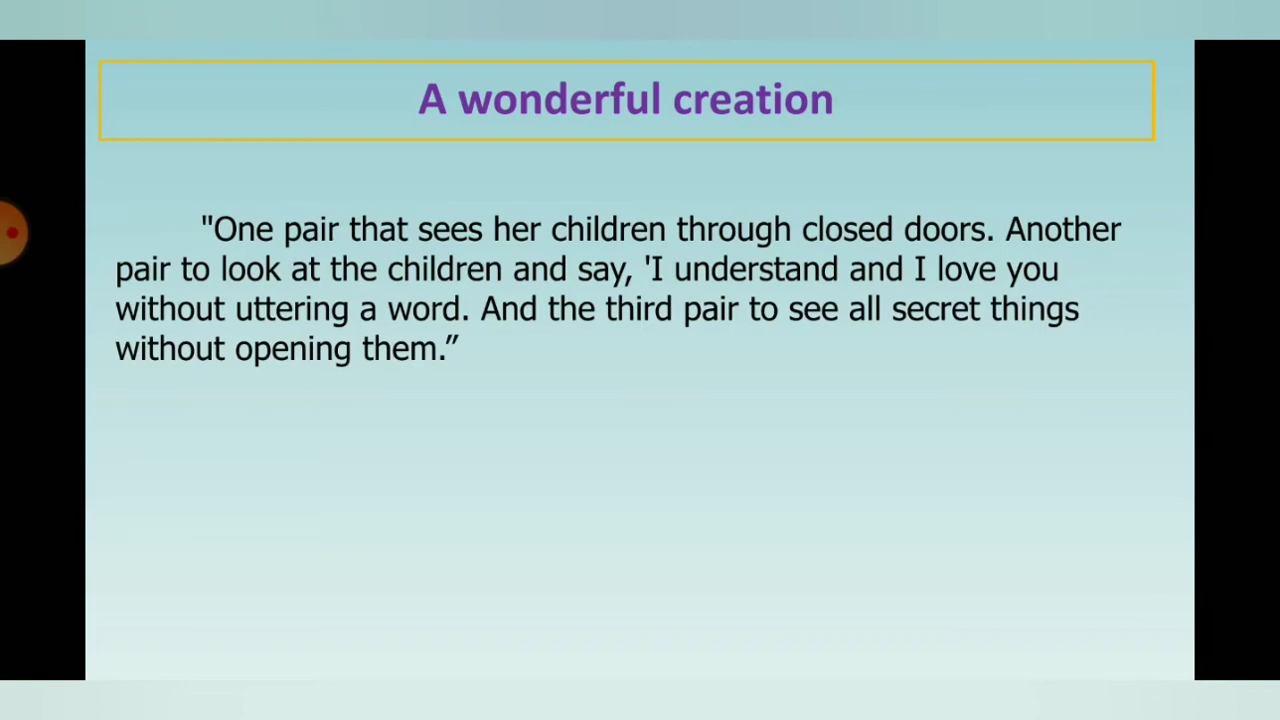 A wonderful creation
"One pair that sees her children through closed doors. Another
pair to look at the children and say, 'I understand and I love you
without uttering a word. And the third pair to see all secret things
without opening them.”